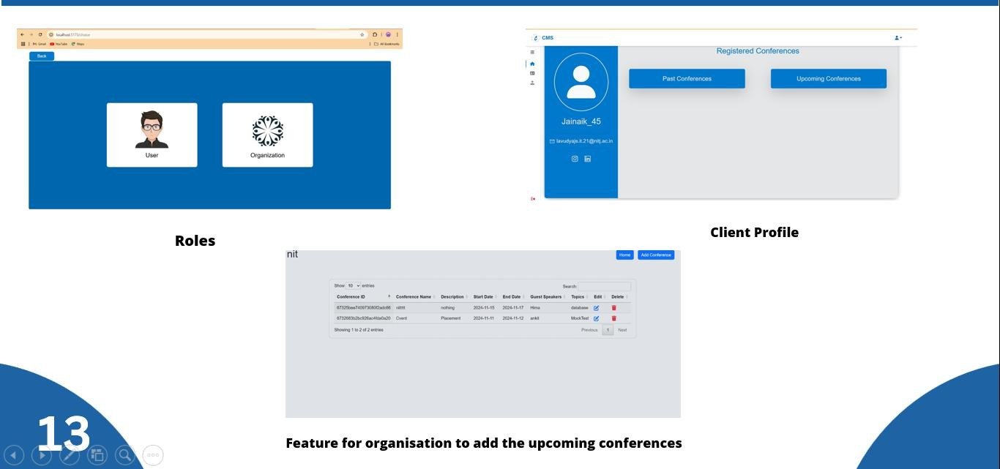 localhost:5173/choice
Gmail YouTube Maps
All Bookmarks
Back
User
Organization
Roles
CMS
Registered Conferences
Past Conferences
Upcoming Conferences
Jainaik_45
lavudyajs.it.21@nitj.ac.in
Client Profile
nit
Home
Add Conference
Show 10 entries
Search:
Conference ID Conference Name Description Start Date End Date Guest Speakers Topics Edit Delete
nothing 2024-11-15 2024-11-17 Hima database
Cvent Placement 2024-11-11 2024-11-12 ankit MockTest
Showing 1 to 2 of 2 entries
Previous 1 Next
Feature for organisation to add the upcoming conferences
13